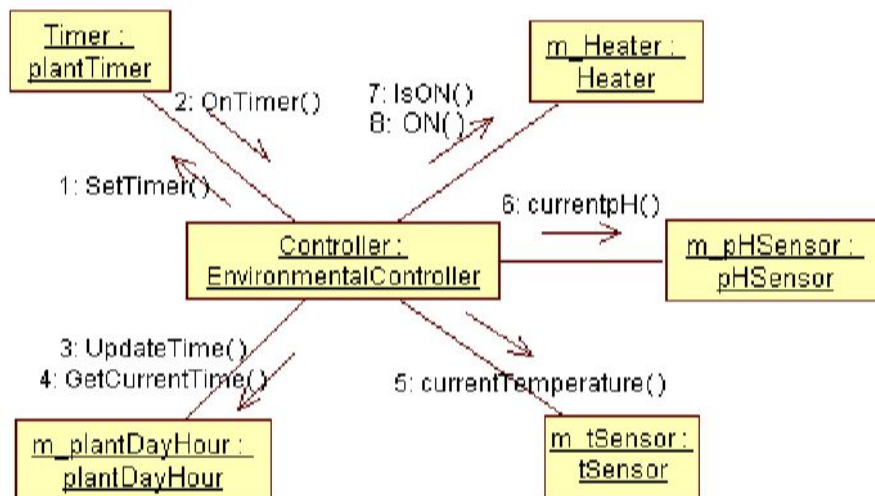 Timer :
plantTimer
m_Heater :
Heater
2: OnTimer()
7: IsON()
8: ON()
1: SetTimer()
6: currentpH()
Controller :
EnvironmentalController
m_pHSensor :
pHSensor
3: UpdateTime()
4: GetCurrentTime()
5: currentTemperature()
m_plantDayHour :
plantDayHour
m_tSensor :
tSensor